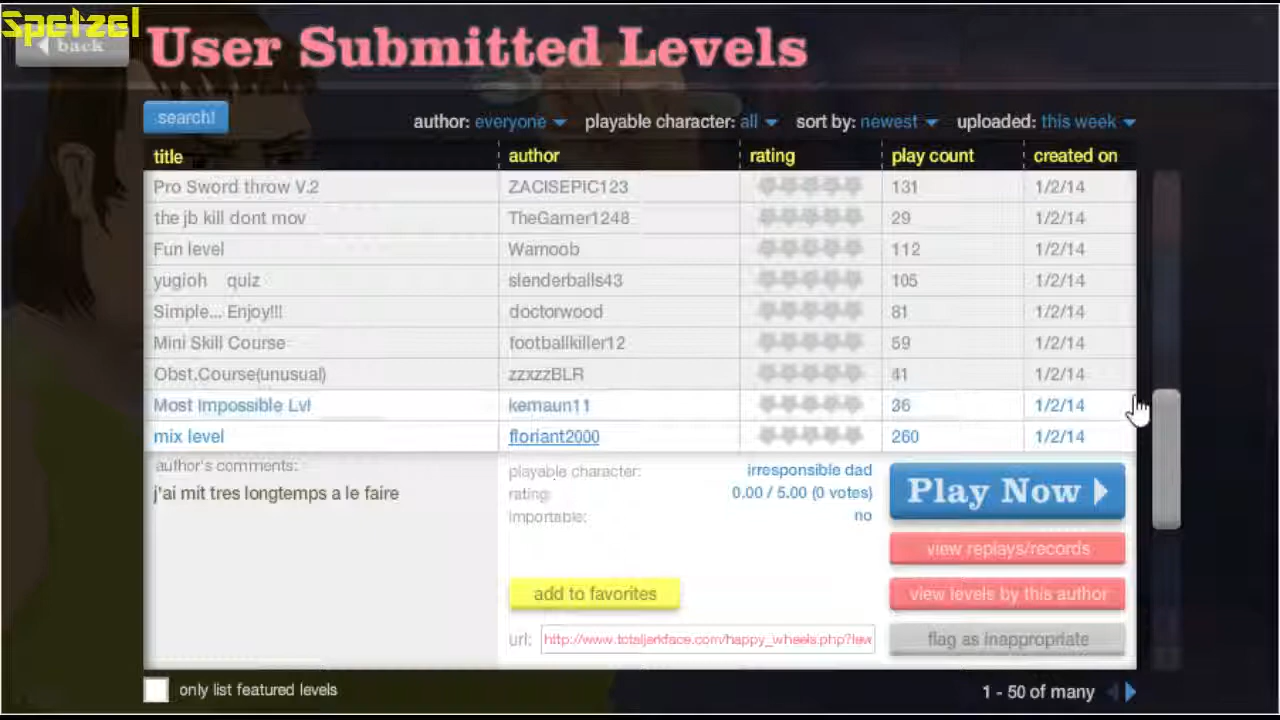 Spetzel
back
User Submitted Levels
search!
author: everyone playable character: all sort by: newest uploaded: this week
title author rating play count created on
Pro Sword throw V.2 ZACISEPIC123 131 1/2/14
the jb kill dont mov TheGamer1248 29 1/2/14
Fun level Wamoob 112 1/2/14
yugioh quiz slenderballs43 105 1/2/14
Simple... Enjoy!!! doctorwood 81 1/2/14
Mini Skill Course footballkiller12 59 1/2/14
Obst.Course(unusual) zzxzzBLR 41 1/2/14
Most Impossible Lvl kemaun11 36 1/2/14
mix level floriant2000 260 1/2/14
author's comments:
j'ai mit tres longtemps a le faire
playable character: irresponsible dad
rating: 0.00 / 5.00 (0 votes)
importable: no
Play Now
view replays/records
add to favorites
view levels by this author
url: http://www.totaljerkface.com/happy_wheels.php?lev
flag as inappropriate
only list featured levels
1 - 50 of many